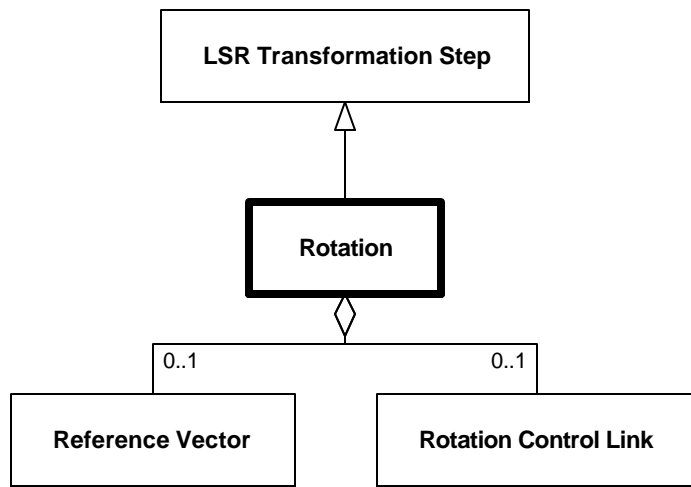 LSR Transformation Step
Rotation
0..1
0..1
Reference Vector
Rotation Control Link